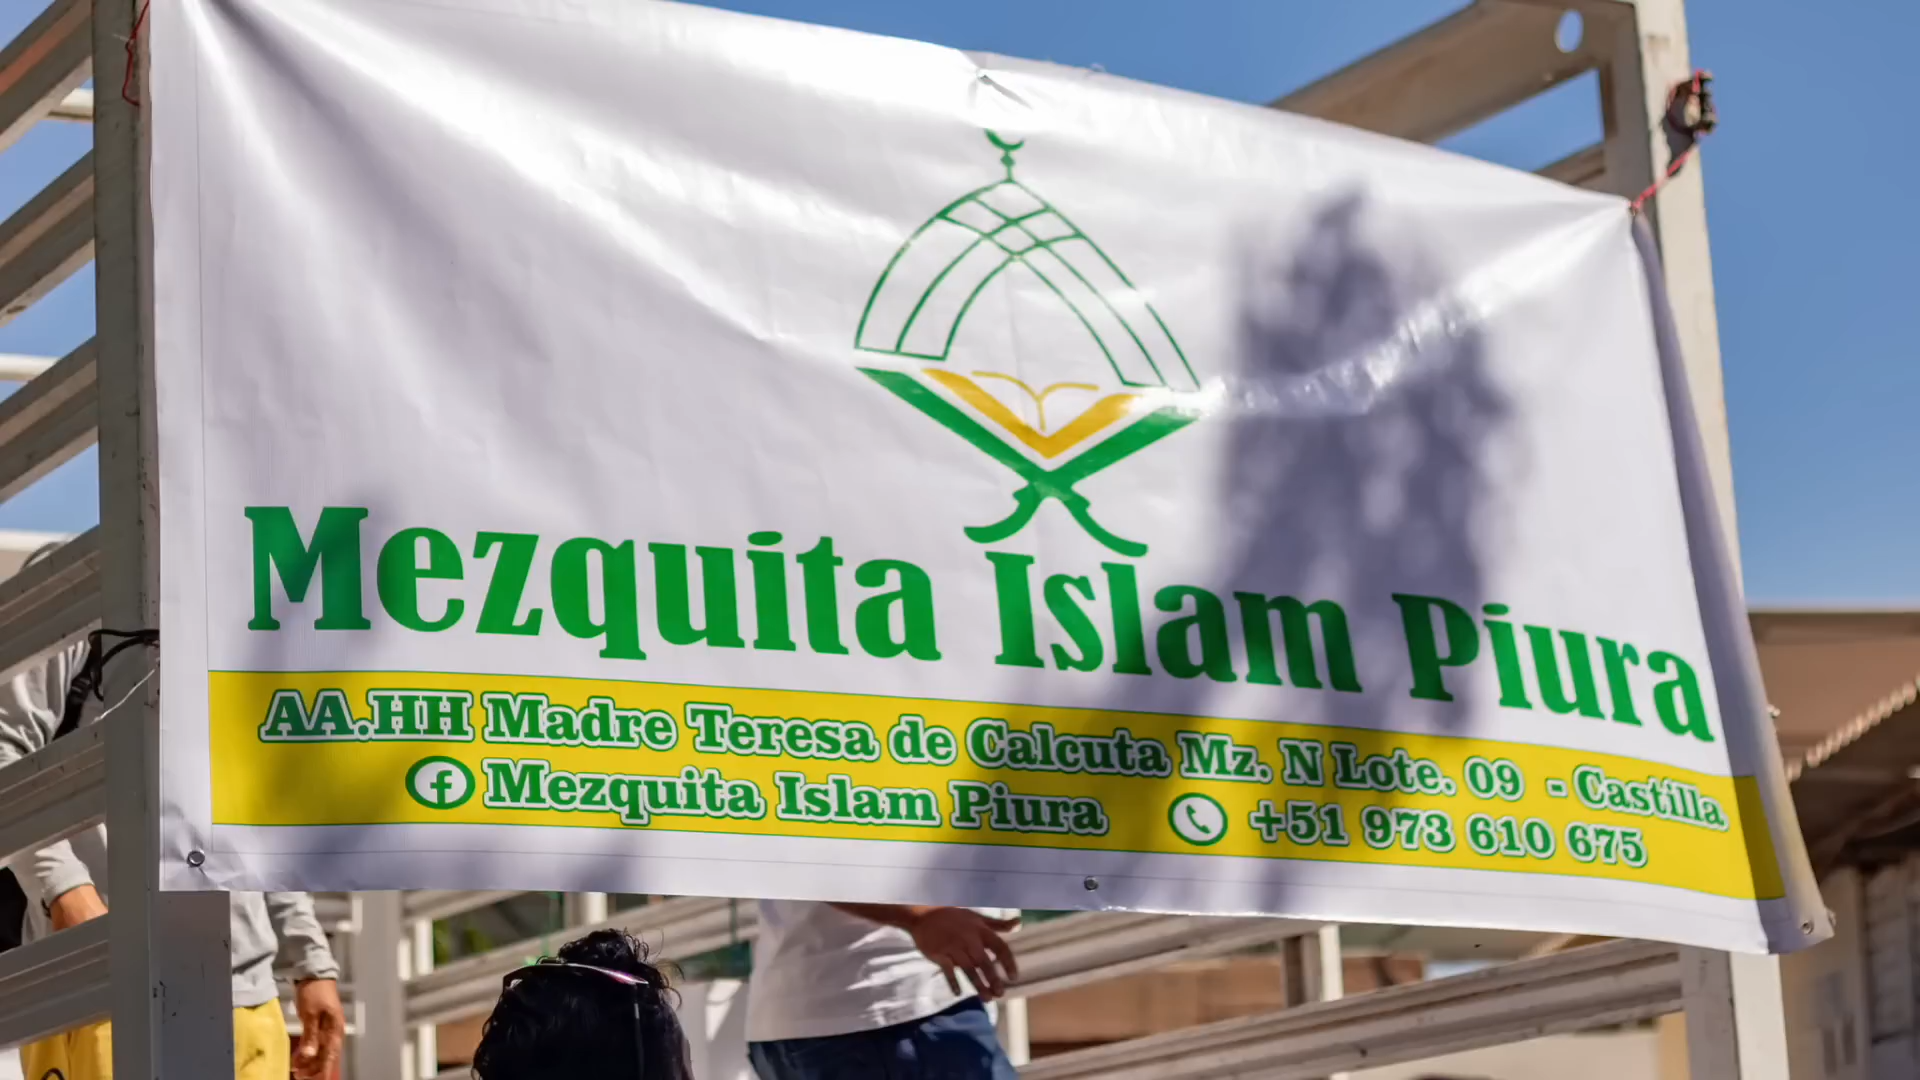 Mezquita Islam Piura
AA.HH Madre Teresa de Calcuta Mz. N Lote. 09 - Castilla
Mezquita Islam Piura +51 973 610 675